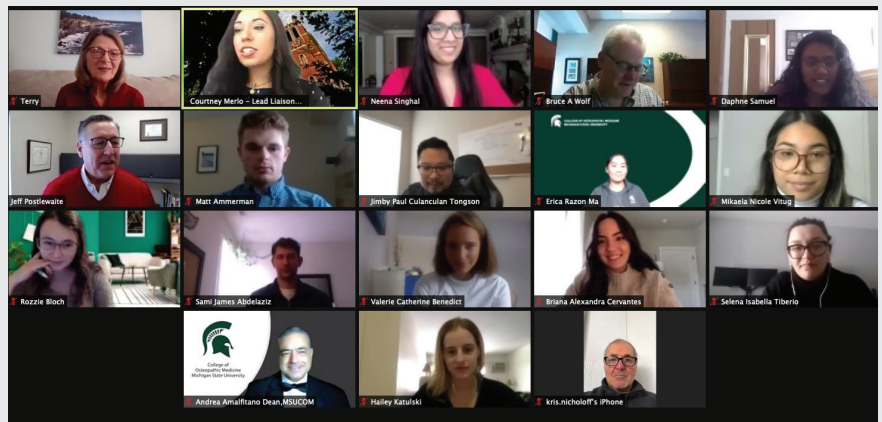 Terry
Courtney Merlo – Lead Liaison...
Neena Singhal
Bruce A Wolf
Daphne Samuel
Jeff Postlewaite
Matt Ammerman
Jimby Paul Culanculan Tongson
COLLEGE OF OSTEOPATHIC MEDICINE
MICHIGAN STATE UNIVERSITY
Erica Razon Ma
Mikaela Nicole Vitug
Rozzie Bloch
Sami James Abdelaziz
Valerie Catherine Benedict
Briana Alexandra Cervantes
Selena Isabella Tiberio
College of
Osteopathic Medicine
Michigan State University
Andrea Amalfitano Dean,MSUCOM
Hailey Katulski
kris.nicholoff's iPhone